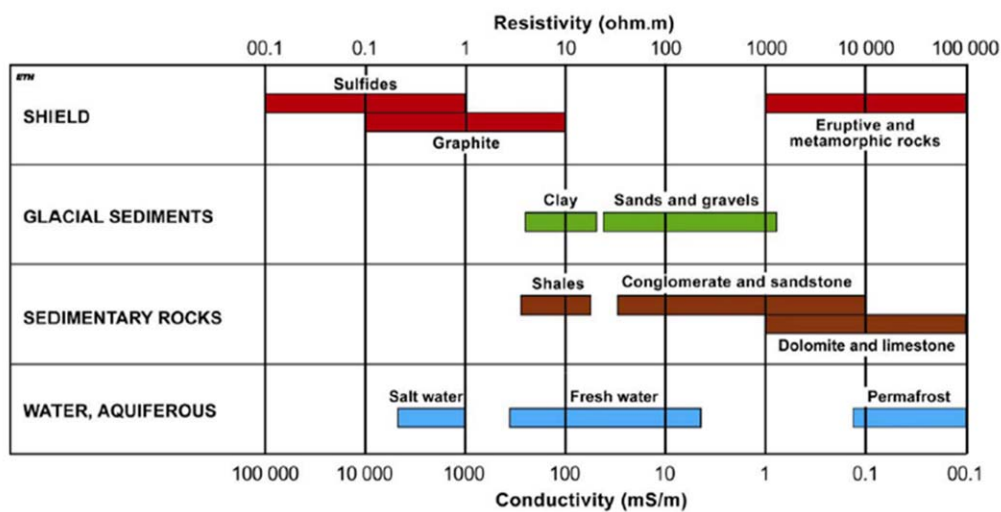 Resistivity (ohm.m)
00.1 0.1 1 10 100 1000 10 000 100 000
ETH
Sulfides
SHIELD
Graphite
Eruptive and
metamorphic rocks
Clay
Sands and gravels
GLACIAL SEDIMENTS
Shales
Conglomerate and sandstone
SEDIMENTARY ROCKS
Dolomite and limestone
Salt water
Fresh water
Permafrost
WATER, AQUIFEROUS
100 000 10 000 1000 100 10 1 0.1 00.1
Conductivity (mS/m)